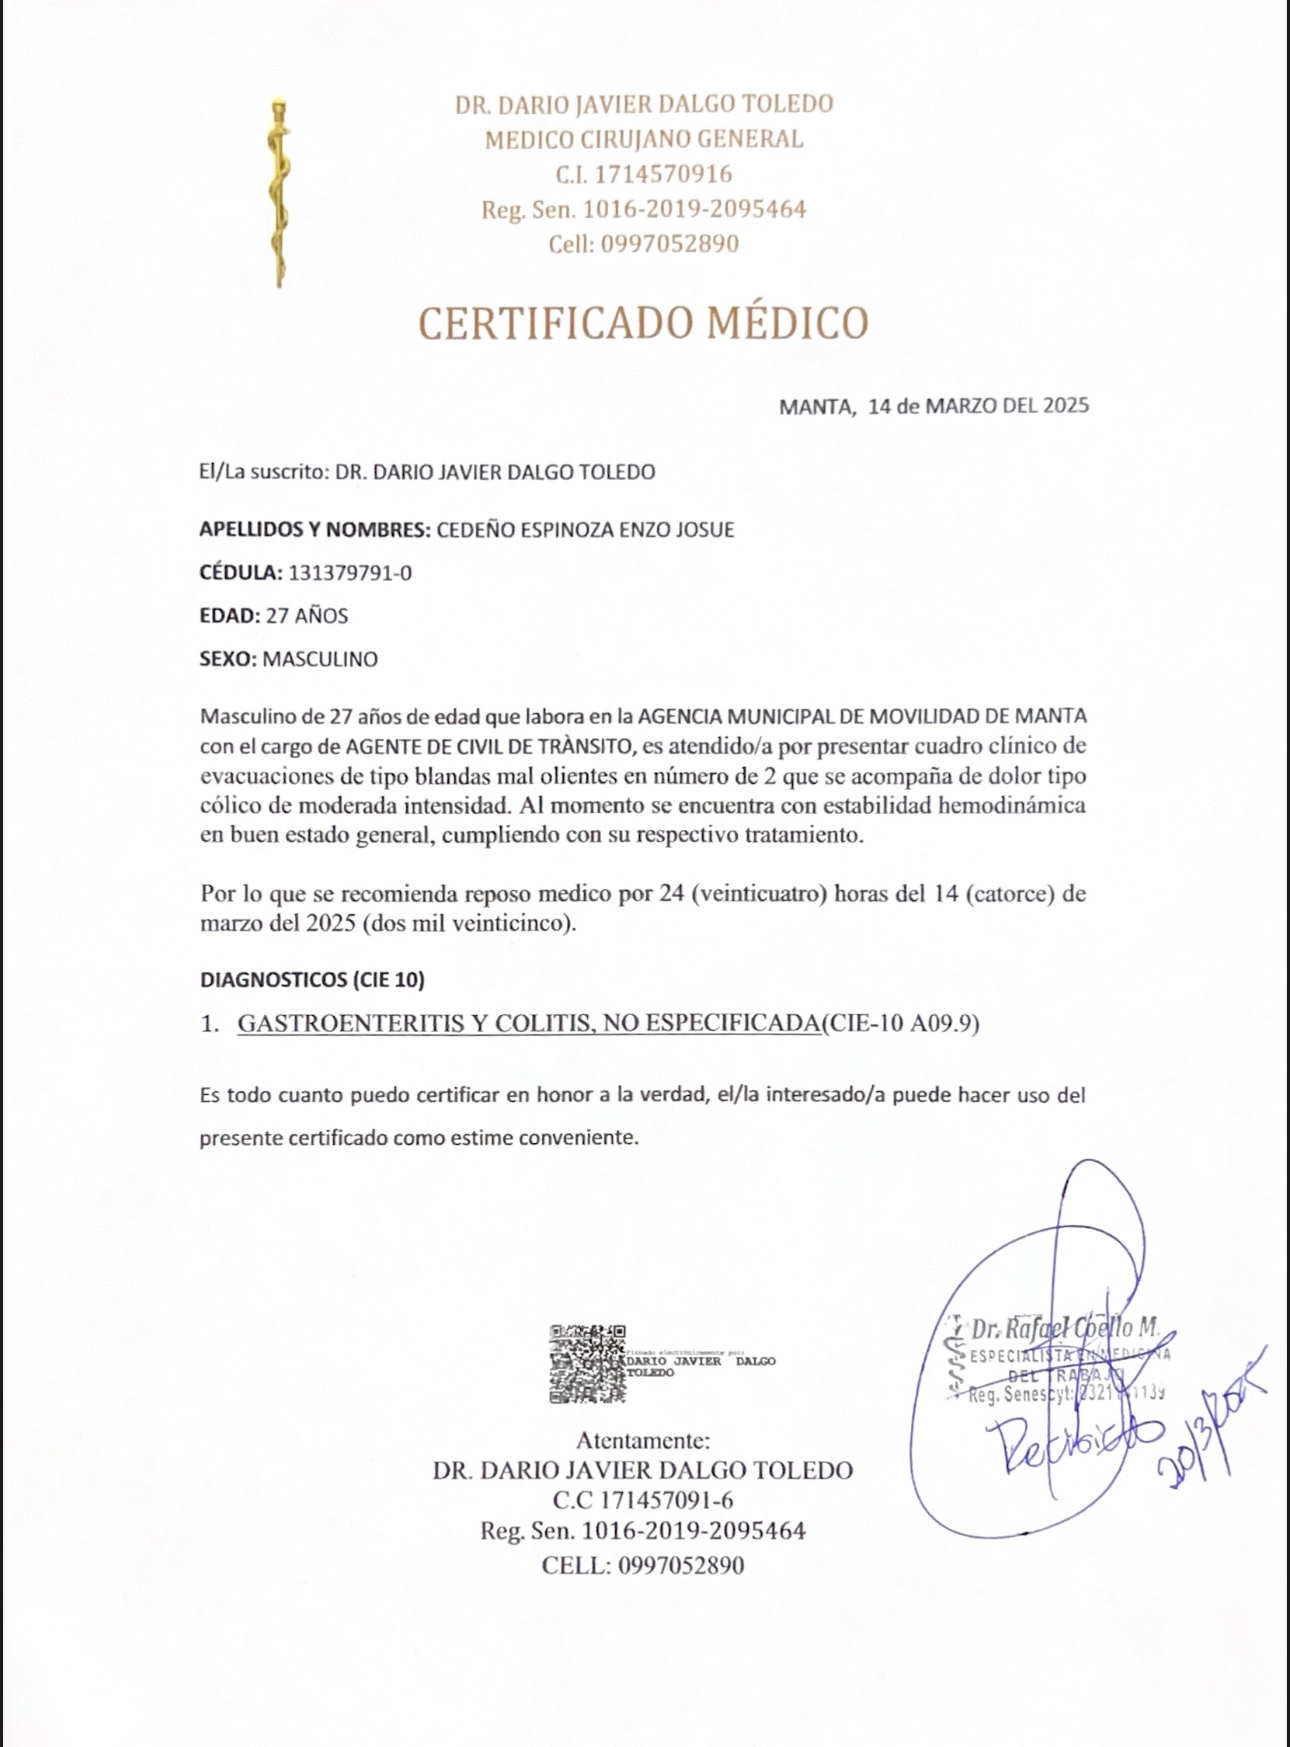 DR. DARIO JAVIER DALGO TOLEDO
MEDICO CIRUJANO GENERAL
C.I. 1714570916
Reg. Sen. 1016-2019-2095464
Cell: 0997052890
CERTIFICADO MÉDICO
MANTA, 14 de MARZO DEL 2025
El/La suscrito: DR. DARIO JAVIER DALGO TOLEDO
APELLIDOS Y NOMBRES: CEDEÑO ESPINOZA ENZO JOSUE
CÉDULA: 131379791-0
EDAD: 27 AÑOS
SEXO: MASCULINO
Masculino de 27 años de edad que labora en la AGENCIA MUNICIPAL DE MOVILIDAD DE MANTA
con el cargo de AGENTE DE CIVIL DE TRÀNSITO, es atendido/a por presentar cuadro clínico de
evacuaciones de tipo blandas mal olientes en número de 2 que se acompaña de dolor tipo
cólico de moderada intensidad. Al momento se encuentra con estabilidad hemodinámica
en buen estado general, cumpliendo con su respectivo tratamiento.
Por lo que se recomienda reposo medico por 24 (veinticuatro) horas del 14 (catorce) de
marzo del 2025 (dos mil veinticinco).
DIAGNOSTICOS (CIE 10)
1. GASTROENTERITIS Y COLITIS, NO ESPECIFICADA(CIE-10 A09.9)
Es todo cuanto puedo certificar en honor a la verdad, el/la interesado/a puede hacer uso del
presente certificado como estime conveniente.
Firmado electrónicamente por:
DARIO JAVIER DALGO
TOLEDO
Dr. Rafael Coello M.
ESPECIALISTA EN MEDICINA
DEL TRABAJO
Reg. Senescyt:
Recibido
20/3/2025
Atentamente:
DR. DARIO JAVIER DALGO TOLEDO
C.C 171457091-6
Reg. Sen. 1016-2019-2095464
CELL: 0997052890